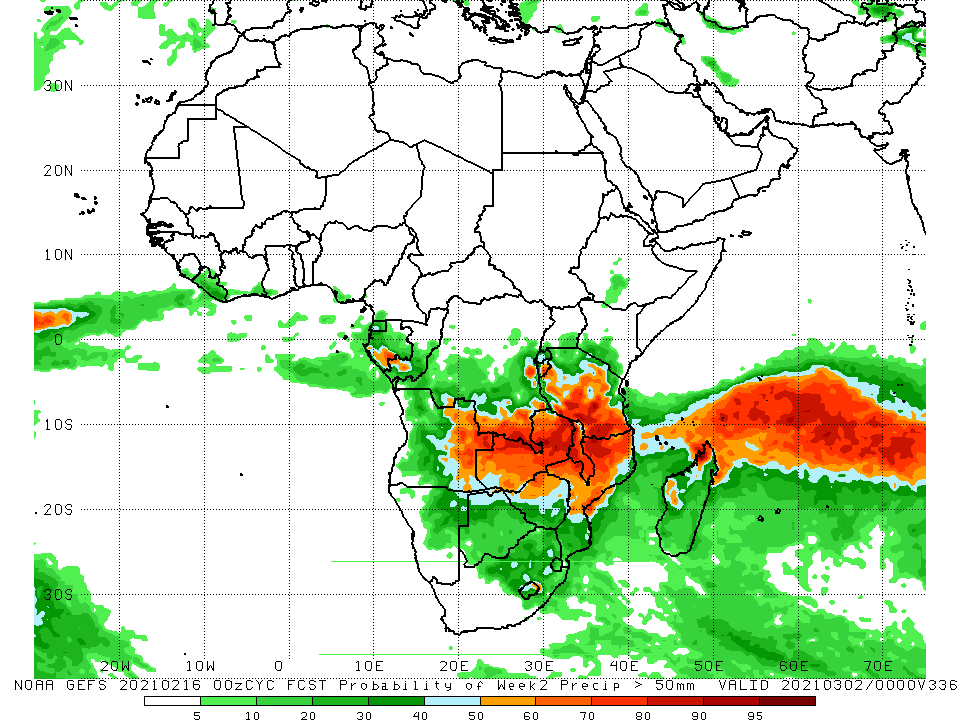 30N
20N
10N
0
10S
20S
30S
20W 10W 0 10E 20E 30E 40E 50E 60E 70E
NOAA GEFS 20210216 00zCYC FCST Probability of Week2 Precip > 50mm VALID 20210302/0000V336
5 10 20 30 40 50 60 70 80 90 95